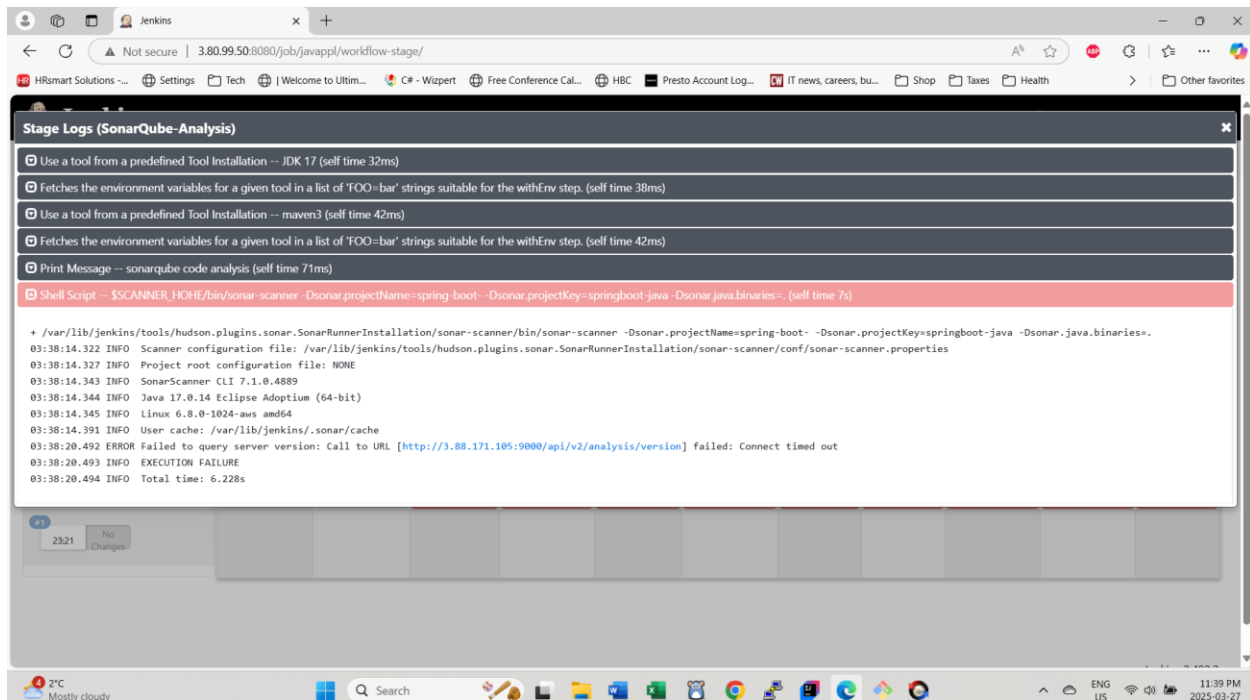 Jenkins
Not secure | 3.80.99.50:8080/job/javappl/workflow-stage/
HRsmart Solutions -... Settings Tech | Welcome to Ultim... C# - Wizpert Free Conference Cal... HBC Presto Account Log... IT news, careers, bu... Shop Taxes Health Other favorites
Stage Logs (SonarQube-Analysis)
Use a tool from a predefined Tool Installation -- JDK 17 (self time 32ms)
Fetches the environment variables for a given tool in a list of 'FOO=bar' strings suitable for the withEnv step. (self time 38ms)
Use a tool from a predefined Tool Installation -- maven3 (self time 42ms)
Fetches the environment variables for a given tool in a list of 'FOO=bar' strings suitable for the withEnv step. (self time 42ms)
Print Message -- sonarqube code analysis (self time 71ms)
Shell Script -- $SCANNER_HOHE/bin/sonar-scanner -Dsonar.projectName=spring-boot- -Dsonar.projectKey=springboot-java -Dsonar.java.binaries=. (self time 7s)
+ /var/lib/jenkins/tools/hudson.plugins.sonar.SonarRunnerInstallation/sonar-scanner/bin/sonar-scanner -Dsonar.projectName=spring-boot- -Dsonar.projectKey=springboot-java -Dsonar.java.binaries=.
03:38:14.322 INFO Scanner configuration file: /var/lib/jenkins/tools/hudson.plugins.sonar.SonarRunnerInstallation/sonar-scanner/conf/sonar-scanner.properties
03:38:14.327 INFO Project root configuration file: NONE
03:38:14.343 INFO SonarScanner CLI 7.1.0.4889
03:38:14.344 INFO Java 17.0.14 Eclipse Adoptium (64-bit)
03:38:14.345 INFO Linux 6.8.0-1024-aws amd64
03:38:14.391 INFO User cache: /var/lib/jenkins/.sonar/cache
03:38:20.492 ERROR Failed to query server version: Call to URL [http://3.88.171.105:9000/api/v2/analysis/version] failed: Connect timed out
03:38:20.493 INFO EXECUTION FAILURE
03:38:20.494 INFO Total time: 6.228s
#1
23:21
No
Changes
4
2°C
Mostly cloudy
Search
ENG
US
11:39 PM
2025-03-27